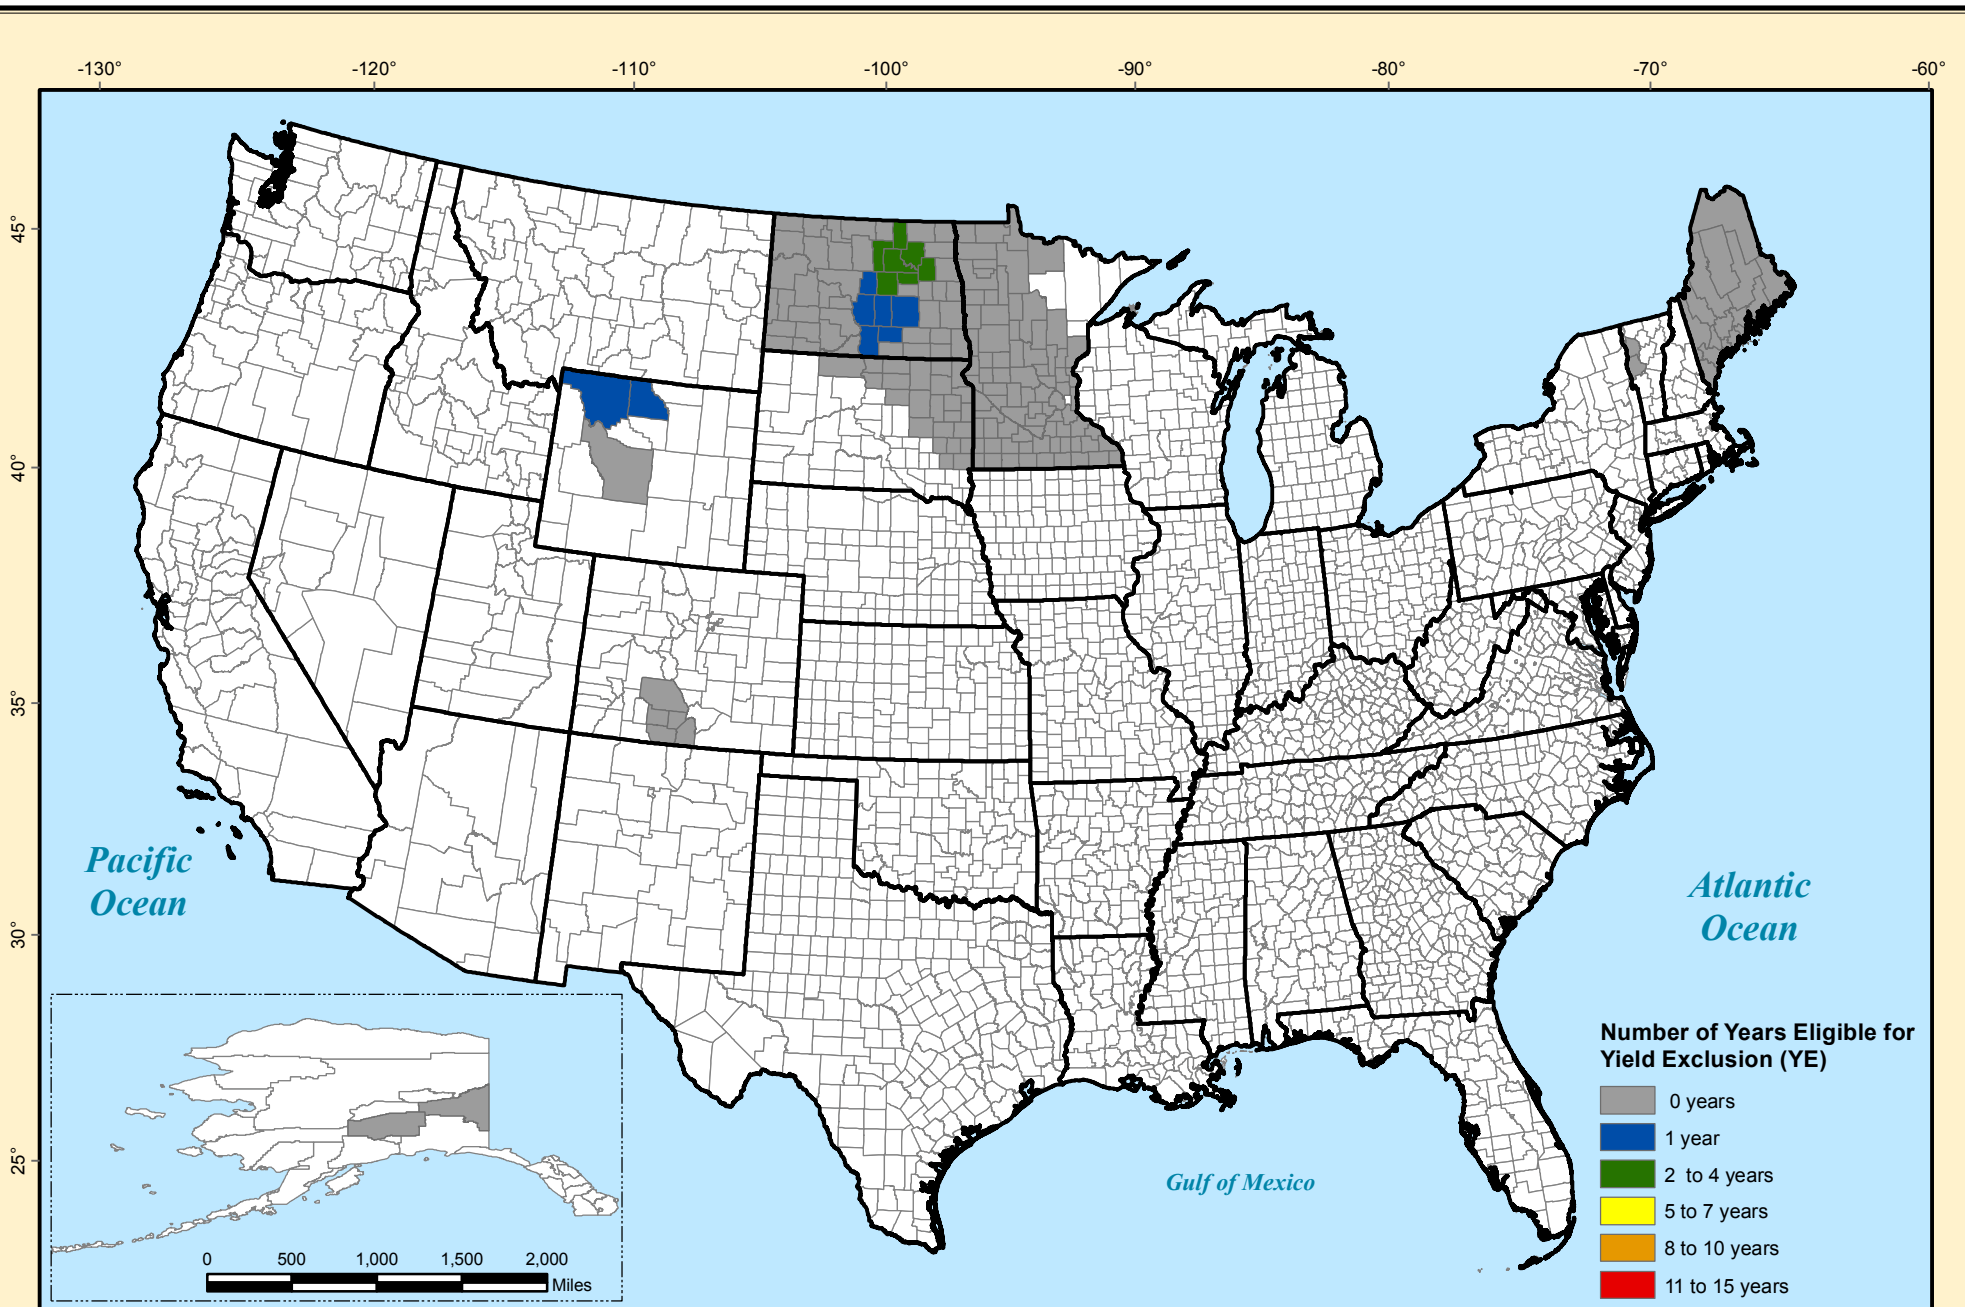 -130° -120° -110° -100° -90° -80° -70° -60°
45°
40°
35°
30°
25°
Pacific
Ocean
Atlantic
Ocean
Gulf of Mexico
Number of Years Eligible for
Yield Exclusion (YE)
0 years
1 year
2 to 4 years
5 to 7 years
8 to 10 years
11 to 15 years
0 500 1,000 1,500 2,000
Miles